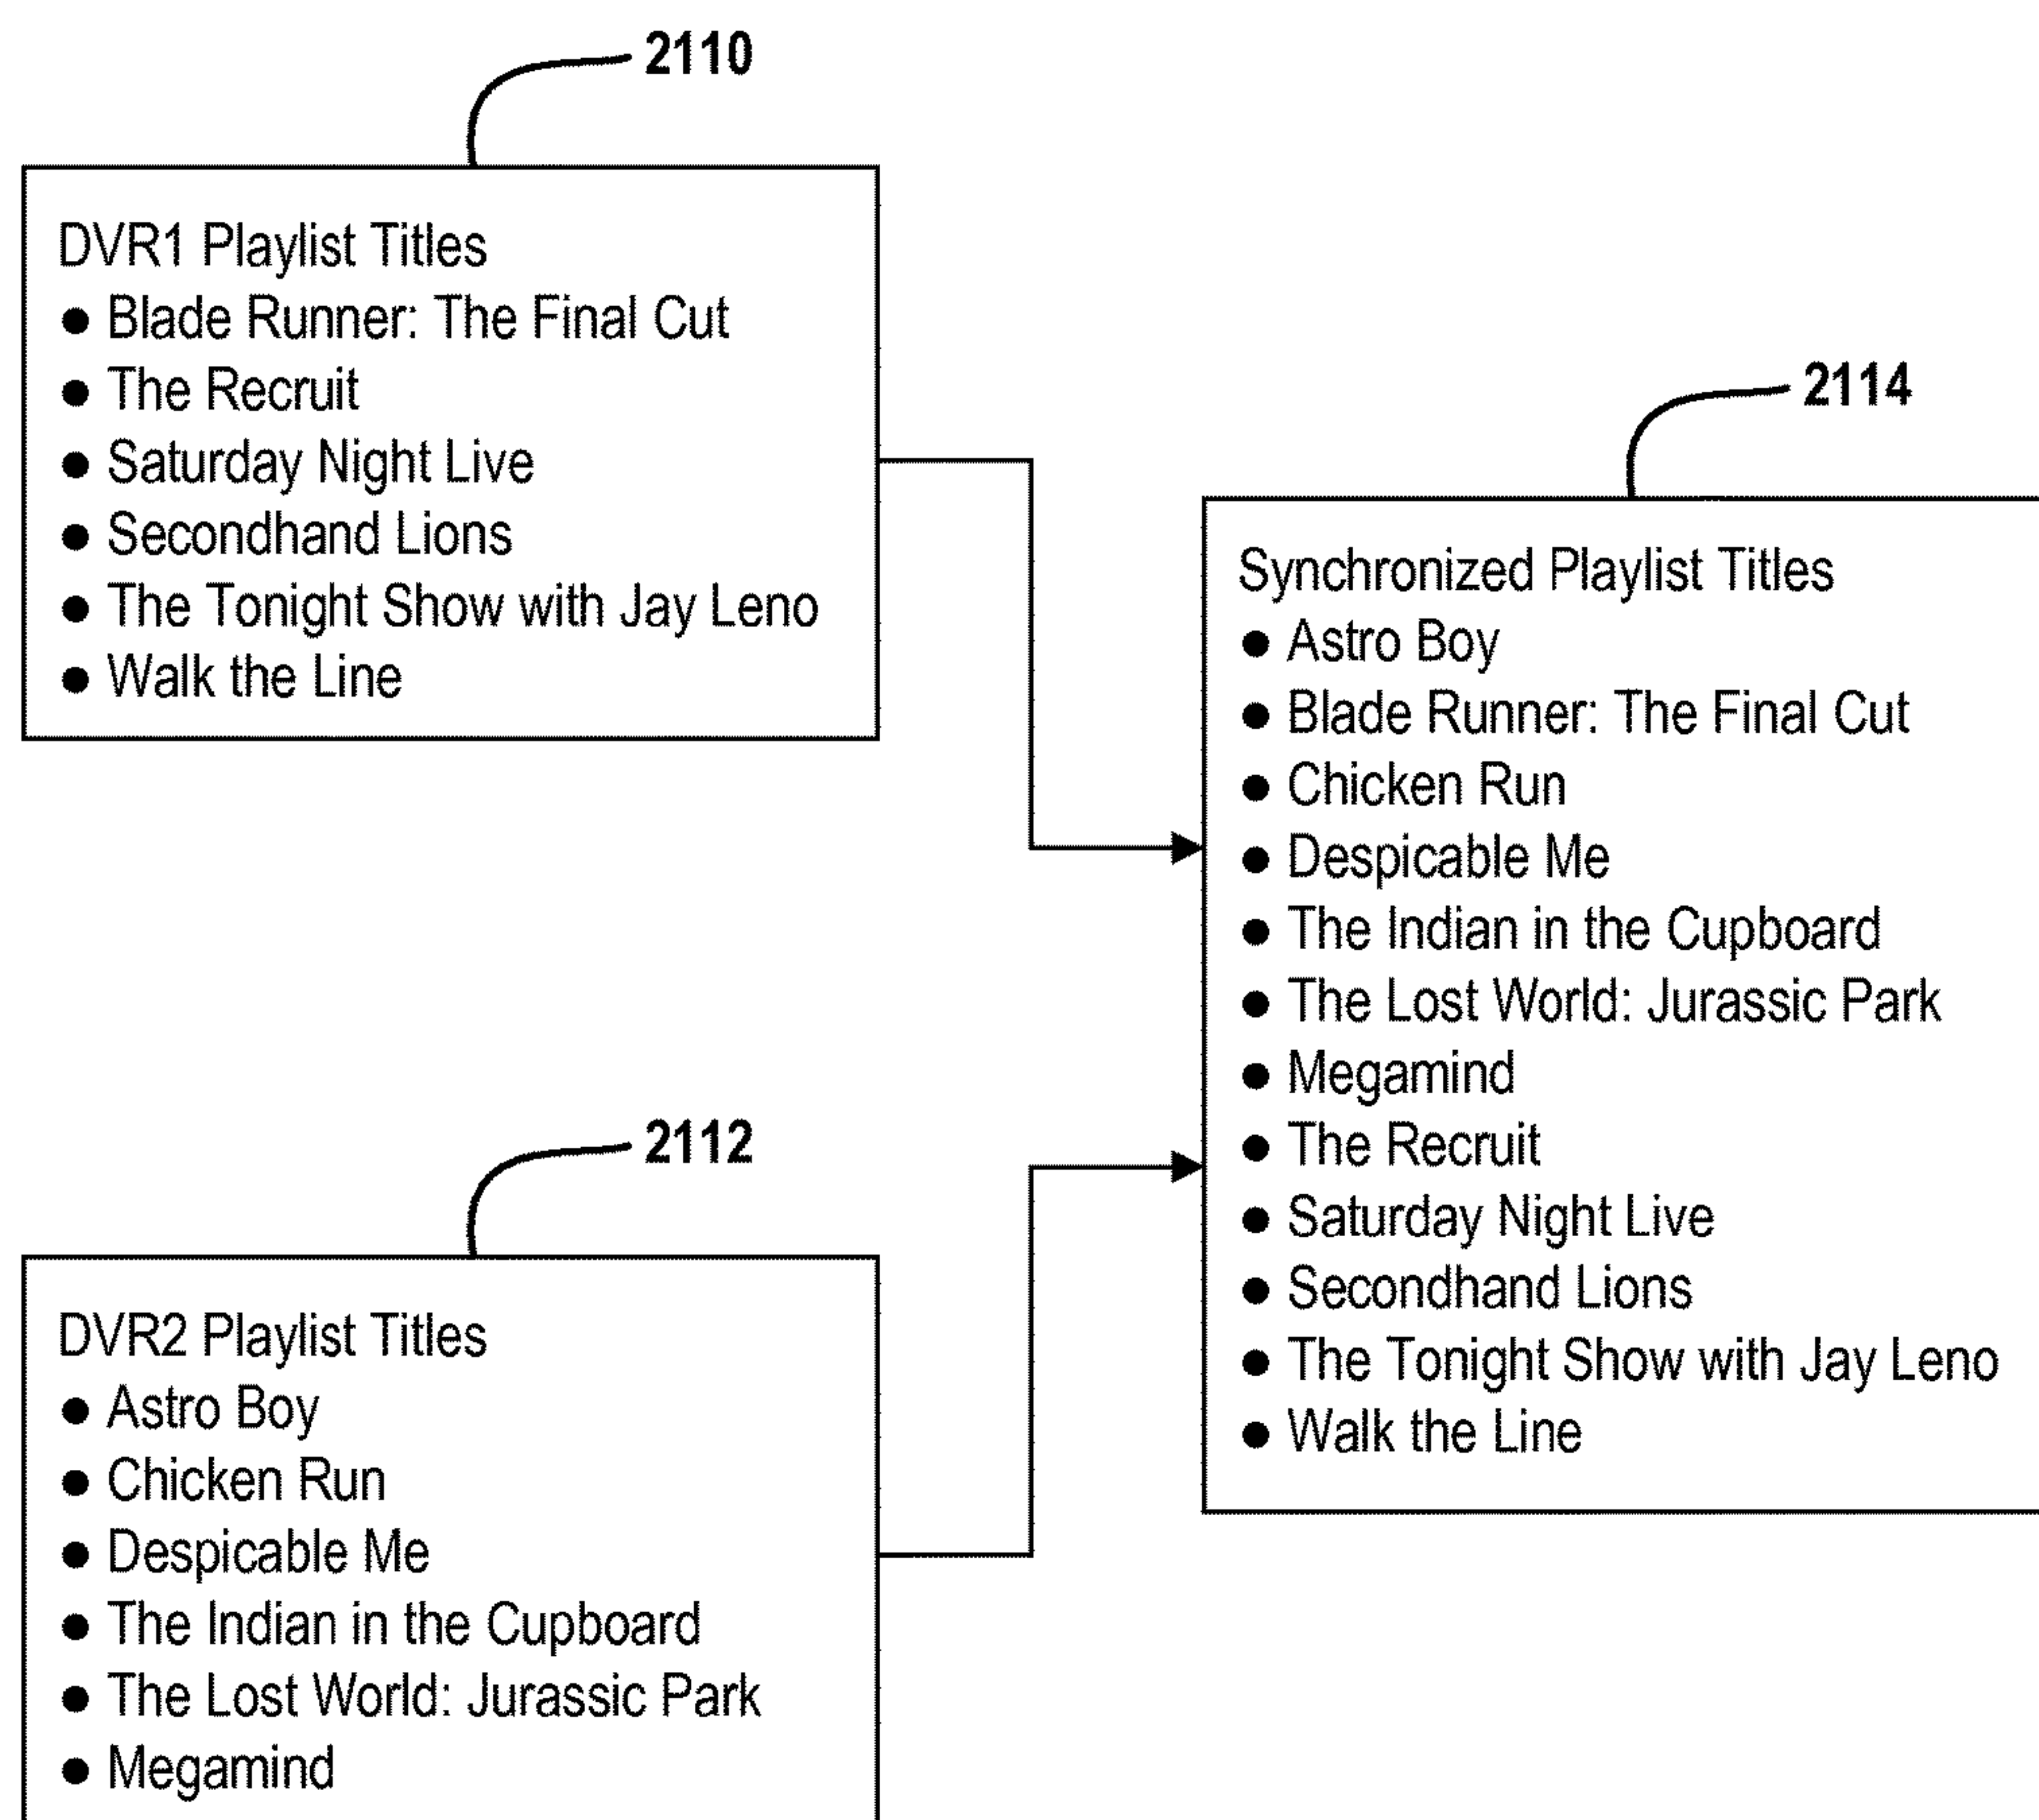 2110
DVR1 Playlist Titles
● Blade Runner: The Final Cut
● The Recruit
● Saturday Night Live
● Secondhand Lions
● The Tonight Show with Jay Leno
● Walk the Line
2114
Synchronized Playlist Titles
● Astro Boy
● Blade Runner: The Final Cut
● Chicken Run
● Despicable Me
● The Indian in the Cupboard
● The Lost World: Jurassic Park
● Megamind
● The Recruit
● Saturday Night Live
● Secondhand Lions
● The Tonight Show with Jay Leno
● Walk the Line
2112
DVR2 Playlist Titles
● Astro Boy
● Chicken Run
● Despicable Me
● The Indian in the Cupboard
● The Lost World: Jurassic Park
● Megamind